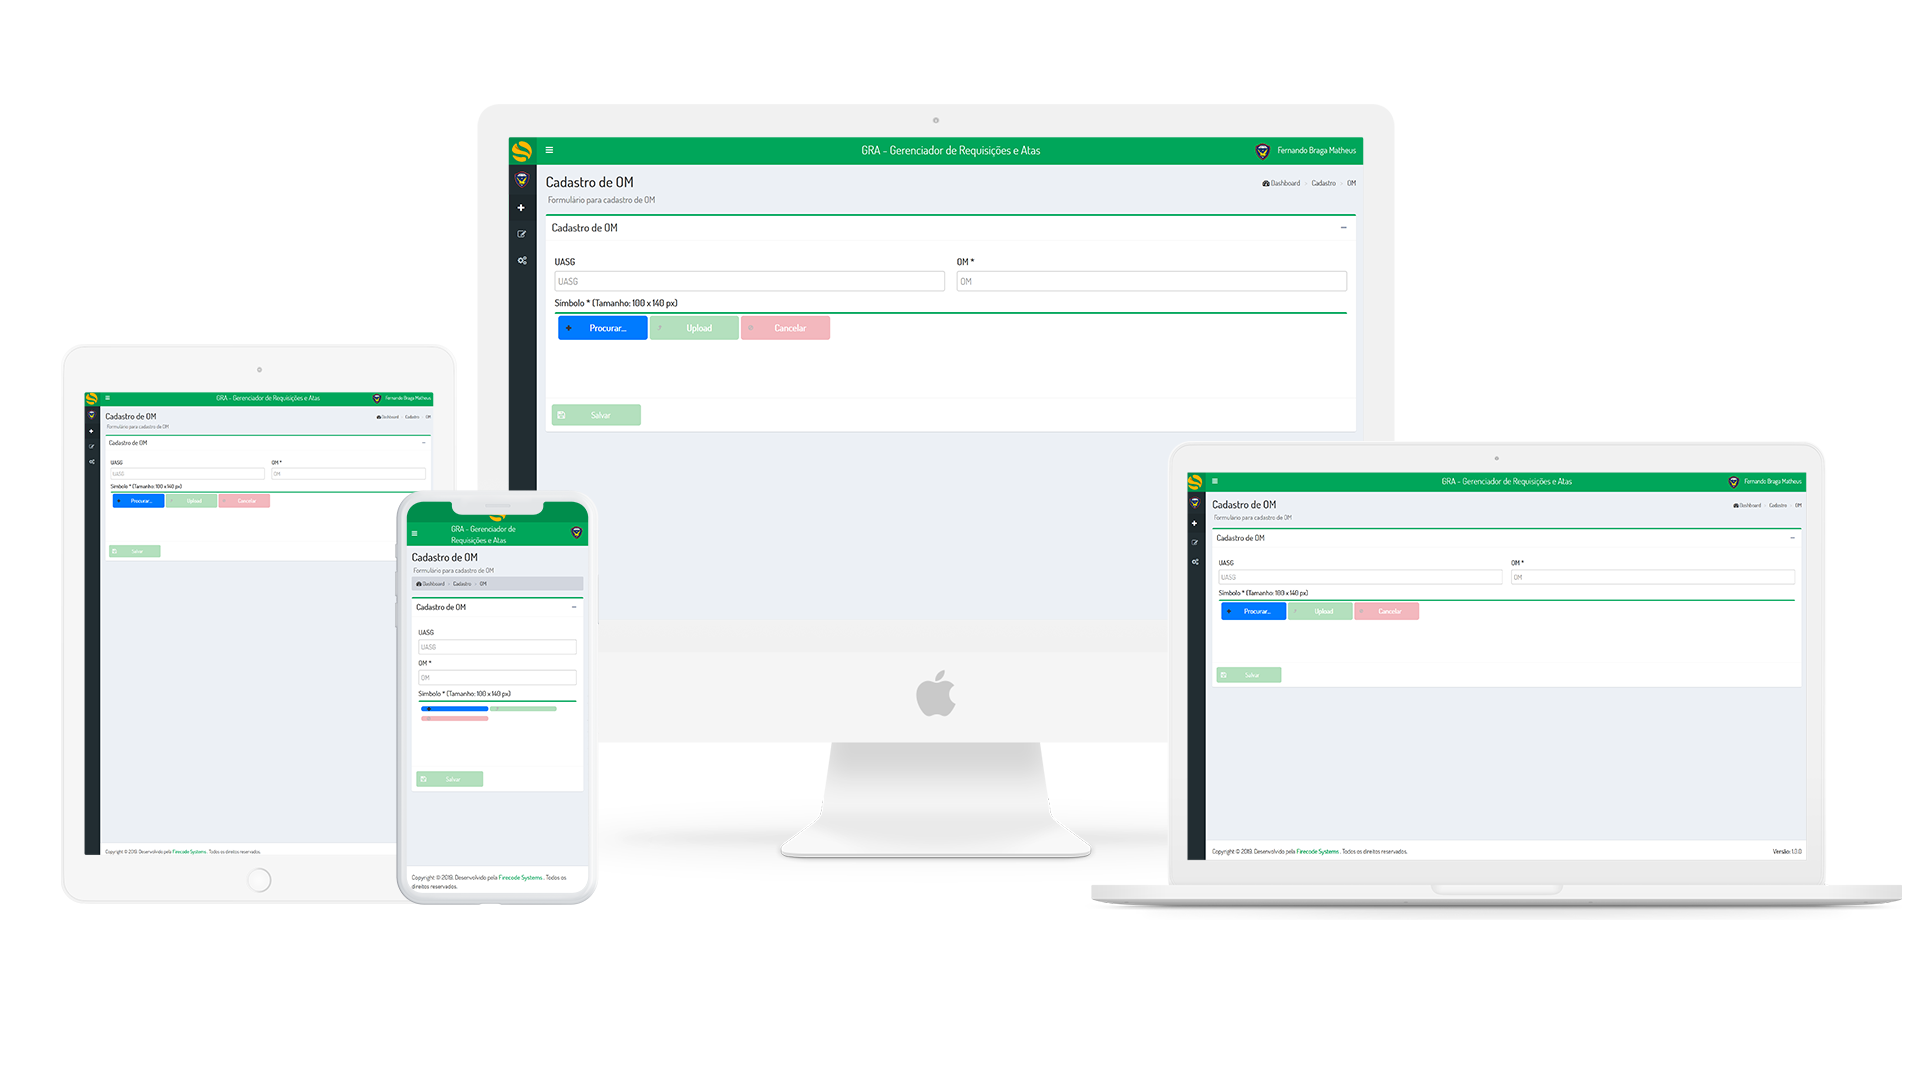 GRA - Gerenciador de Requisições e Atas
Fernando Braga Matheus
Cadastro de OM
Formulário para cadastro de OM
Dashboard > Cadastro > OM
Cadastro de OM
UASG
OM *
UASG
OM
Símbolo * (Tamanho: 100 x 140 px)
Procurar...
Upload
Cancelar
Salvar
GRA - Gerenciador de Requisições e Atas
Fernando Braga Matheus
Cadastro de OM
Formulário para cadastro de OM
Dashboard > Cadastro > OM
Cadastro de OM
UASG
OM *
UASG
OM
Símbolo * (Tamanho: 100 x 140 px)
Procurar...
Upload
Cancelar
Salvar
Copyright © 2019. Desenvolvido pela Firecode Systems. Todos os direitos reservados.
GRA - Gerenciador de
Requisições e Atas
Cadastro de OM
Formulário para cadastro de OM
Dashboard > Cadastro > OM
Cadastro de OM
UASG
UASG
OM *
OM
Símbolo * (Tamanho: 100 x 140 px)
Salvar
Copyright © 2019. Desenvolvido pela Firecode Systems. Todos os
direitos reservados.
GRA - Gerenciador de Requisições e Atas
Fernando Braga Matheus
Cadastro de OM
Formulário para cadastro de OM
Dashboard > Cadastro > OM
Cadastro de OM
UASG
OM *
UASG
OM
Símbolo * (Tamanho: 100 x 140 px)
Procurar...
Upload
Cancelar
Salvar
Copyright © 2019. Desenvolvido pela Firecode Systems. Todos os direitos reservados.
Versão: 1.3.0